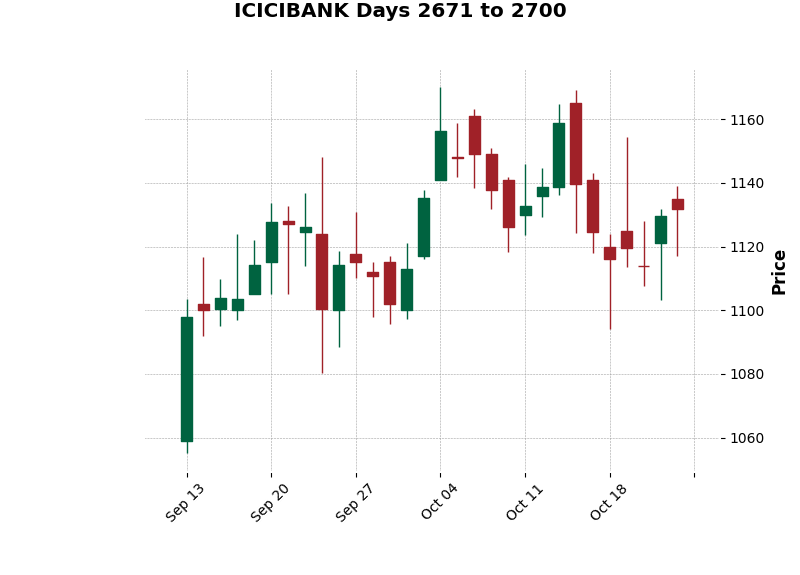 ICICIBANK Days 2671 to 2700
1160
1140
1120
1100
1080
1060
Price
Sep 13
Sep 20
Sep 27
Oct 04
Oct 11
Oct 18